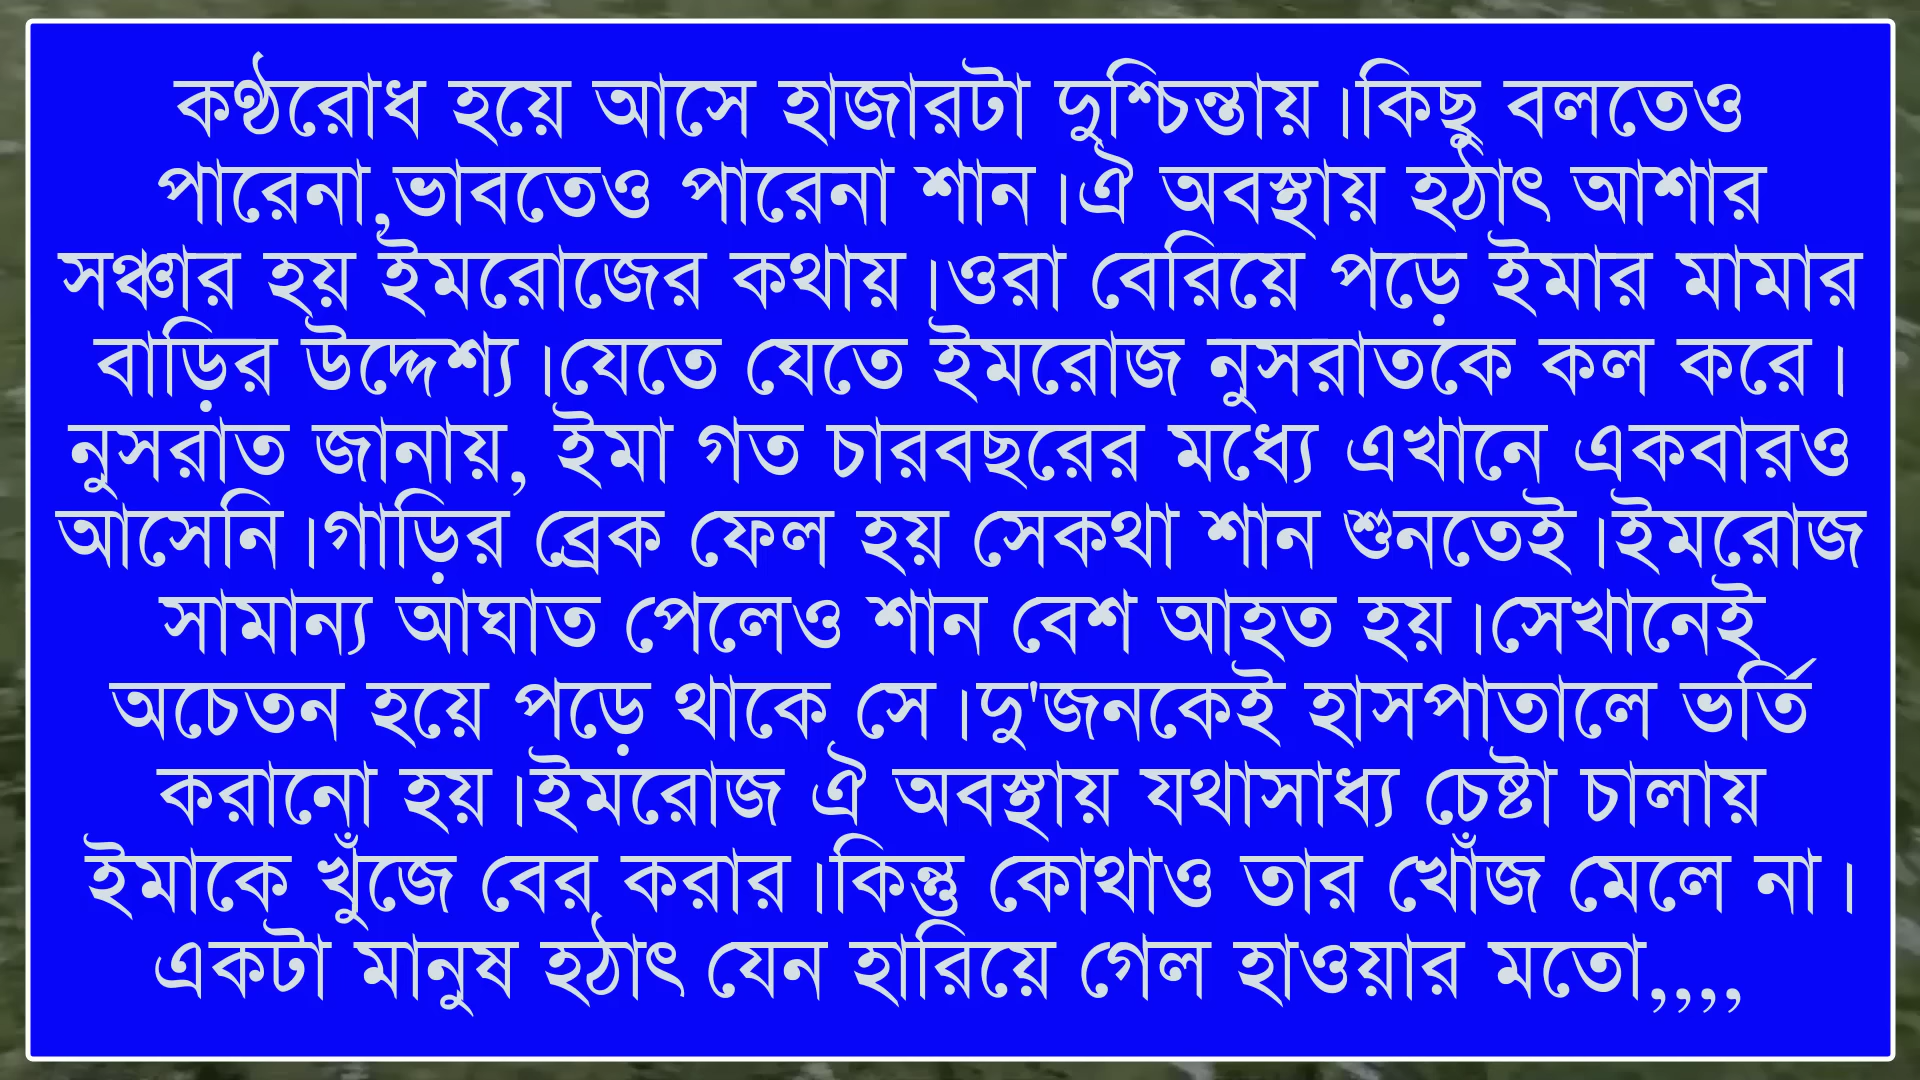 কণ্ঠরোধ হয়ে আসে হাজারটা দুশ্চিন্তায়।কিছু বলতেও
পারেনা,ভাবতেও পারেনা শান।ঐ অবস্থায় হঠাৎ আশার
সঞ্চার হয় ইমরোজের কথায়।ওরা বেরিয়ে পড়ে ইমার মামার
বাড়ির উদ্দেশ্য।যেতে যেতে ইমরোজ নুসরাতকে কল করে।
নুসরাত জানায়, ইমা গত চারবছরের মধ্যে এখানে একবারও
আসেনি।গাড়ির ব্রেক ফেল হয় সেকথা শান শুনতেই।ইমরোজ
সামান্য আঘাত পেলেও শান বেশ আহত হয়।সেখানেই
অচেতন হয়ে পড়ে থাকে সে।দু'জনকেই হাসপাতালে ভর্তি
করানো হয়।ইমরোজ ঐ অবস্থায় যথাসাধ্য চেষ্টা চালায়
ইমাকে খুঁজে বের করার।কিন্তু কোথাও তার খোঁজ মেলে না।
একটা মানুষ হঠাৎ যেন হারিয়ে গেল হাওয়ার মতো,,,,